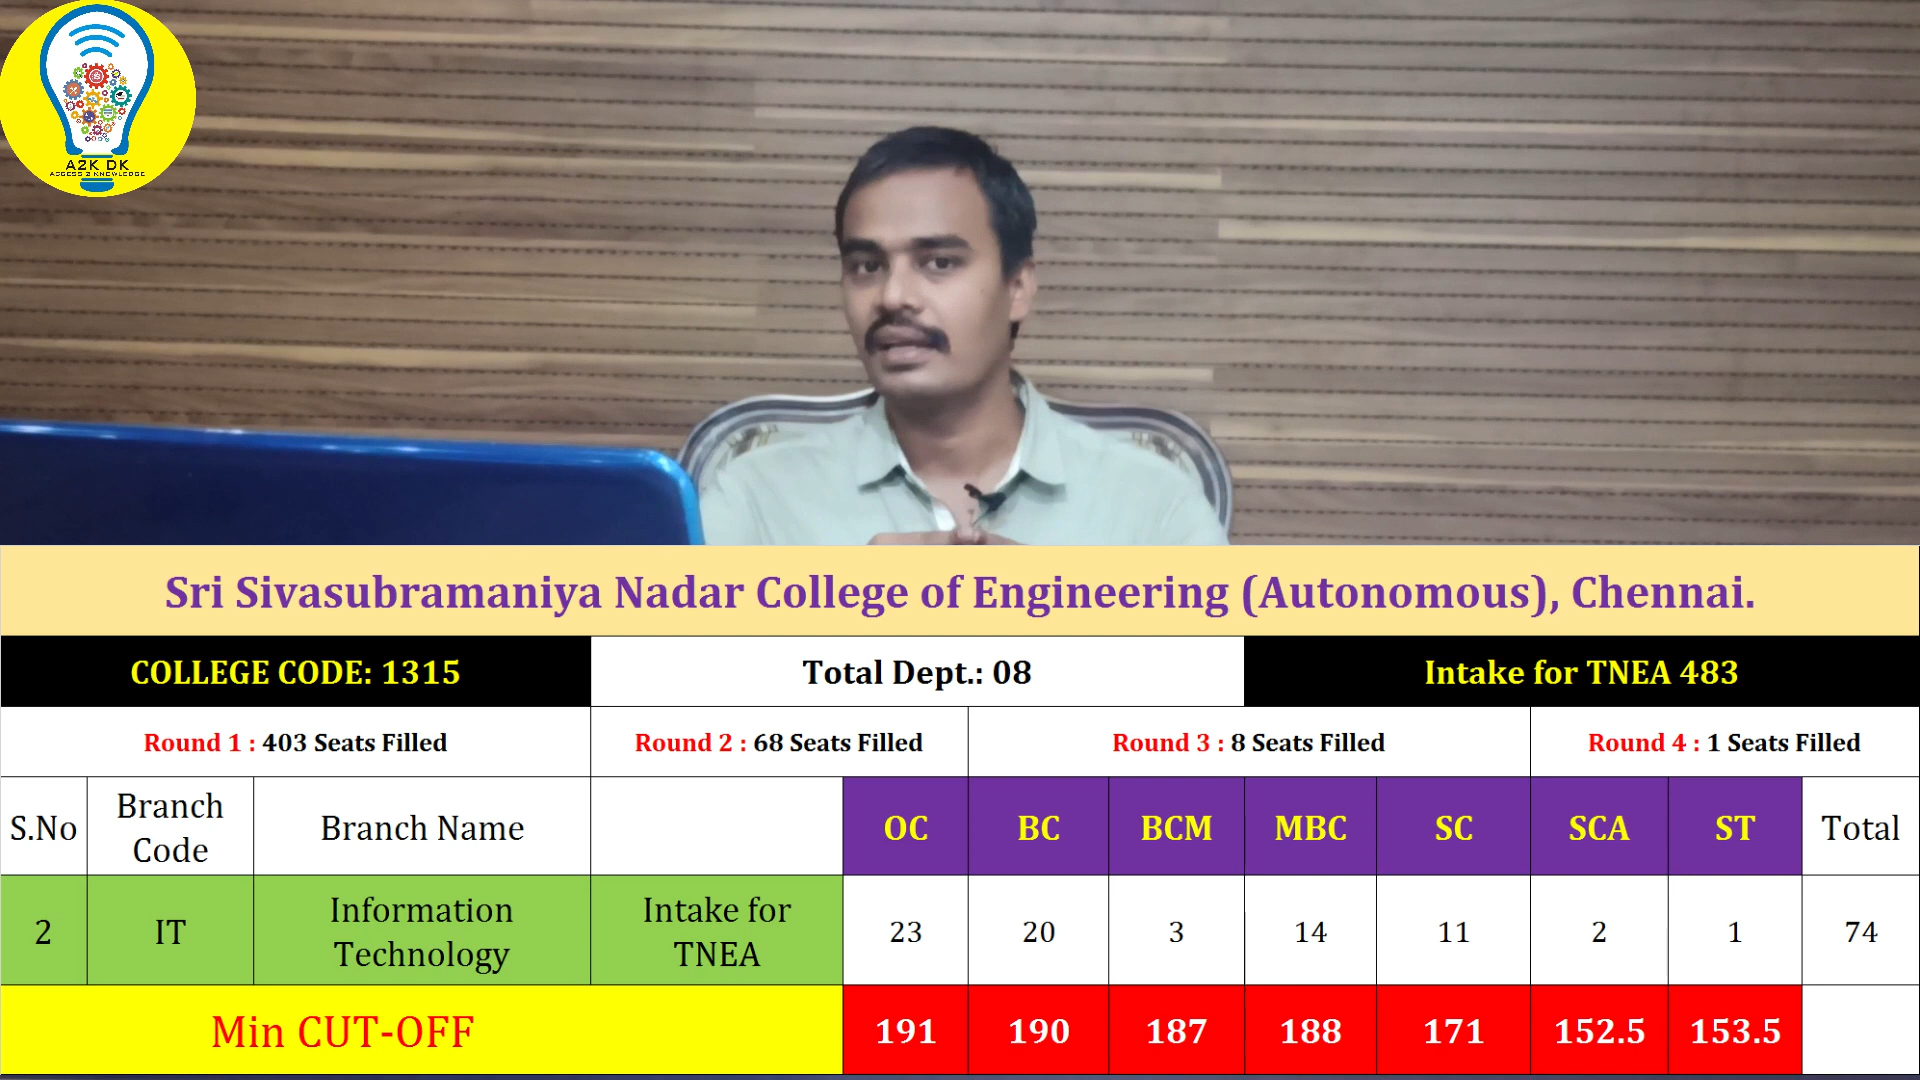 A2K DK
ACCESS 2 KNOWLEDGE
Sri Sivasubramaniya Nadar College of Engineering (Autonomous), Chennai.
COLLEGE CODE: 1315 Total Dept.: 08 Intake for TNEA 483
Round 1 : 403 Seats Filled Round 2 : 68 Seats Filled Round 3 : 8 Seats Filled Round 4 : 1 Seats Filled
S.No Branch Code Branch Name OC BC BCM MBC SC SCA ST Total
2 IT Information Technology Intake for TNEA 23 20 3 14 11 2 1 74
Min CUT-OFF 191 190 187 188 171 152.5 153.5